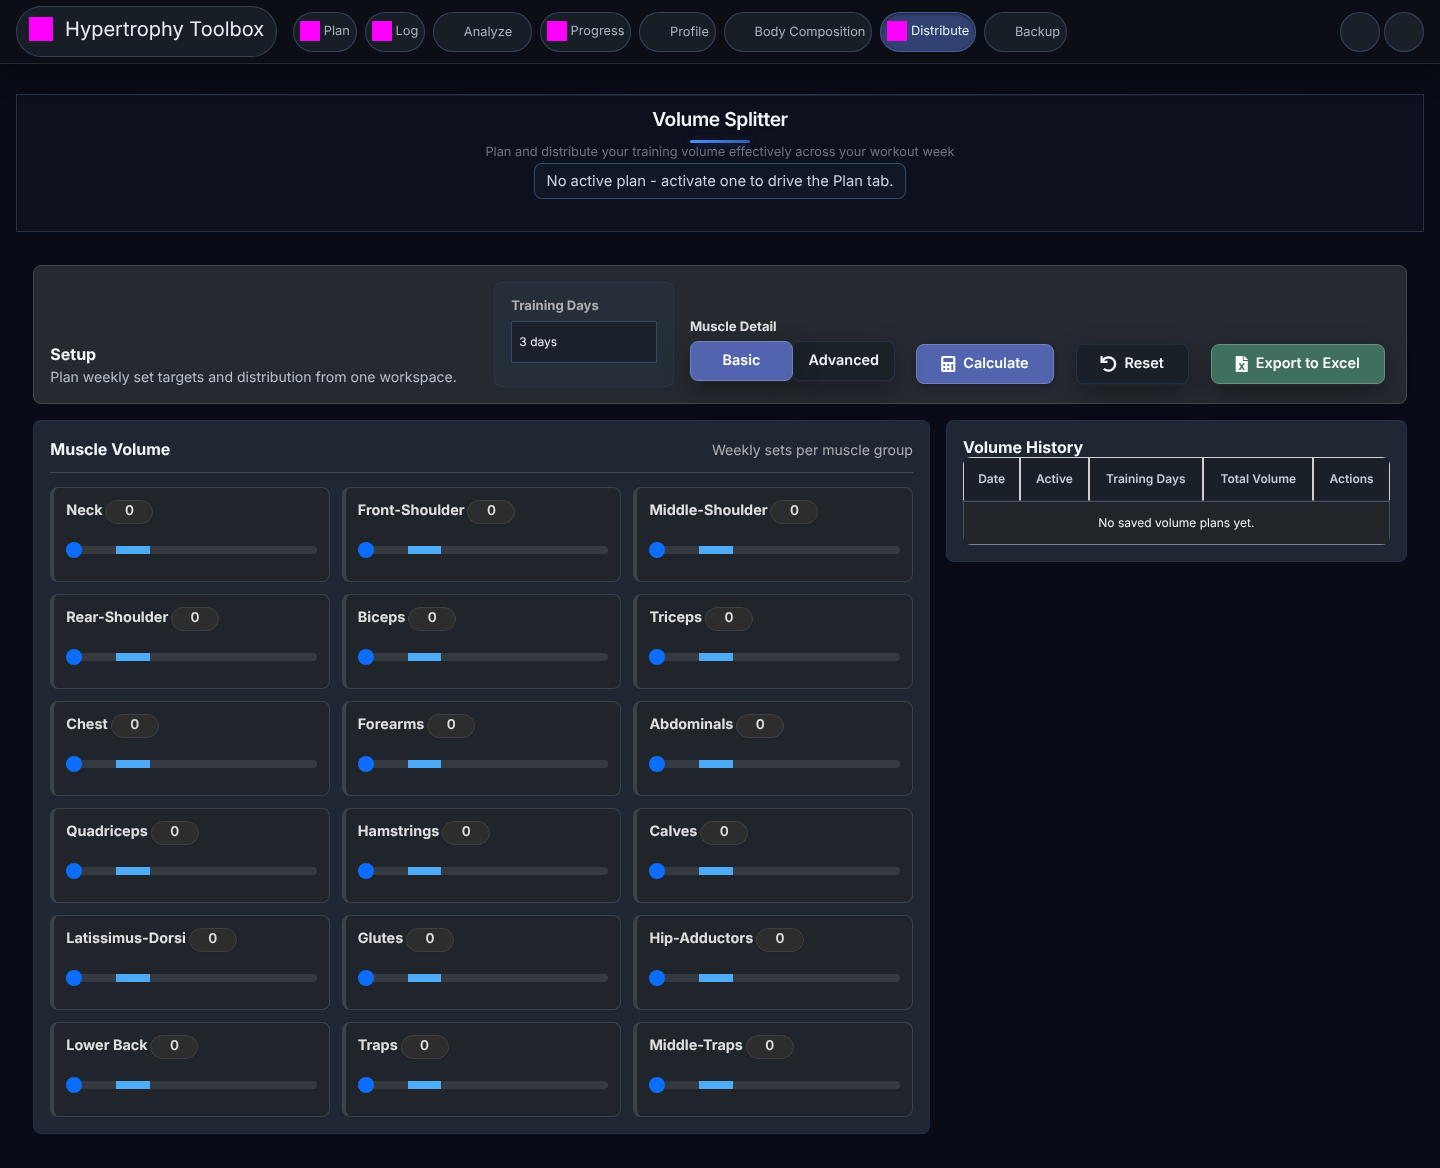 Hypertrophy Toolbox
Plan
Log
Analyze
Progress
Profile
Body Composition
Distribute
Backup
Volume Splitter
Plan and distribute your training volume effectively across your workout week
No active plan - activate one to drive the Plan tab.
Setup
Plan weekly set targets and distribution from one workspace.
Training Days
3 days
Muscle Detail
Basic
Advanced
Calculate
Reset
Export to Excel
Muscle Volume
Weekly sets per muscle group
Neck 0
Front-Shoulder 0
Middle-Shoulder 0
Rear-Shoulder 0
Biceps 0
Triceps 0
Chest 0
Forearms 0
Abdominals 0
Quadriceps 0
Hamstrings 0
Calves 0
Latissimus-Dorsi 0
Glutes 0
Hip-Adductors 0
Lower Back 0
Traps 0
Middle-Traps 0
Volume History
Date Active Training Days Total Volume Actions
No saved volume plans yet.